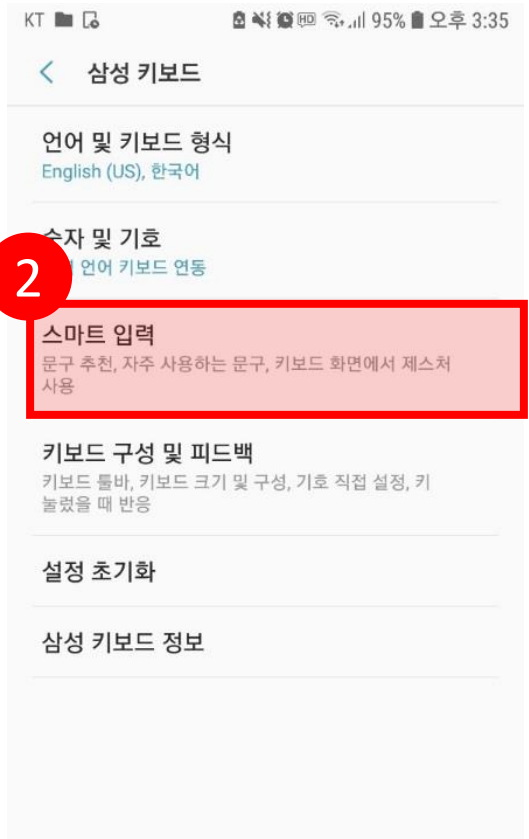 KT HD 95% 오후 3:35
삼성 키보드
언어 및 키보드 형식
English (US), 한국어
숫자 및 기호
언어 키보드 연동
2
스마트 입력
문구 추천, 자주 사용하는 문구, 키보드 화면에서 제스처
사용
키보드 구성 및 피드백
키보드 툴바, 키보드 크기 및 구성, 기호 직접 설정, 키
눌렀을 때 반응
설정 초기화
삼성 키보드 정보